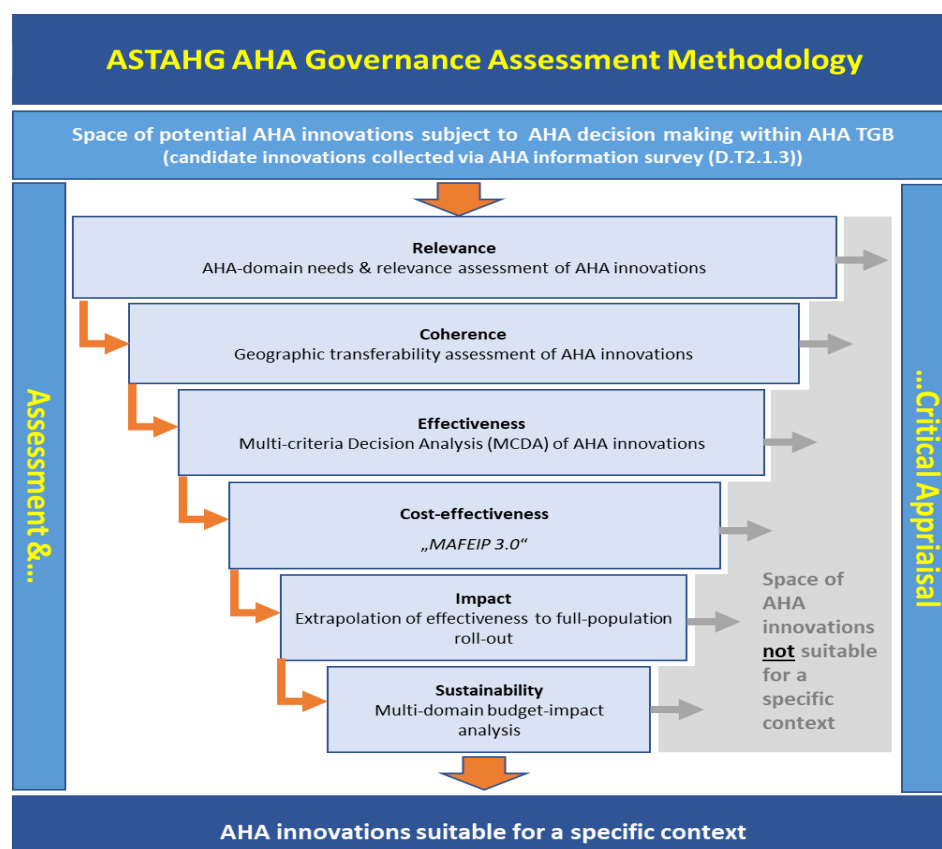 ASTAHG AHA Governance Assessment Methodology
Space of potential AHA innovations subject to AHA decision making within AHA TGB
(candidate innovations collected via AHA information survey (D.T2.1.3))
Assessment &...
Relevance
AHA-domain needs & relevance assessment of AHA innovations
Coherence
Geographic transferability assessment of AHA innovations
Effectiveness
Multi-criteria Decision Analysis (MCDA) of AHA innovations
Cost-effectiveness
„MAFEIP 3.0“
Impact
Extrapolation of effectiveness to full-population
roll-out
Sustainability
Multi-domain budget-impact
analysis
Space of
AHA
innovations
not suitable
for a
specific
context
...Critical Appriaisal
AHA innovations suitable for a specific context